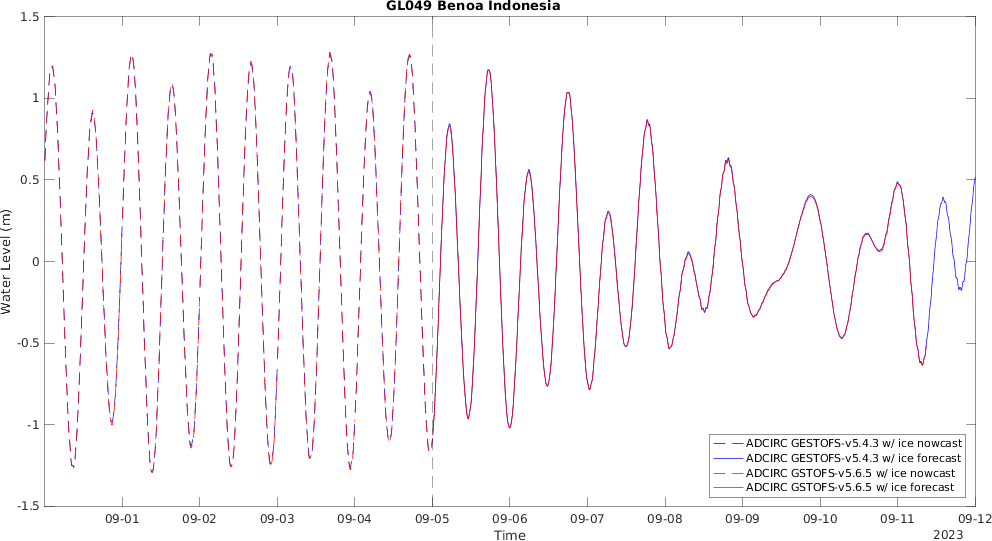 GL049 Benoa Indonesia
1.5
1
0.5
0
-0.5
-1
-1.5
Water Level (m)
ADCIRC GESTOFS-v5.4.3 w/ ice nowcast
ADCIRC GESTOFS-v5.4.3 w/ ice forecast
ADCIRC GSTOFS-v5.6.5 w/ ice nowcast
ADCIRC GSTOFS-v5.6.5 w/ ice forecast
09-01 09-02 09-03 09-04 09-05 09-06 09-07 09-08 09-09 09-10 09-11 09-12
Time
2023